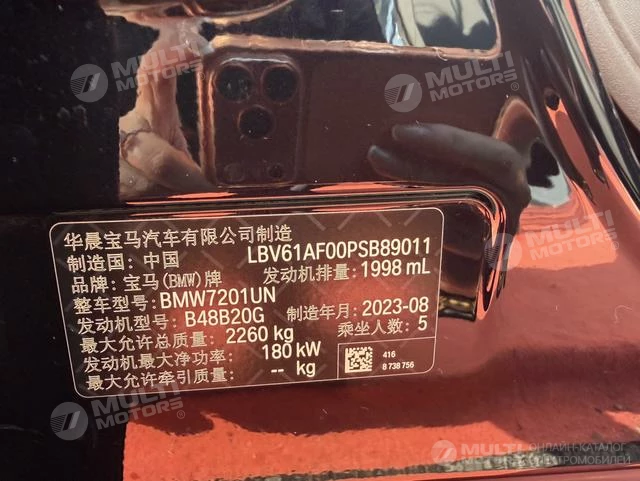 MULTI
MOTORS®
MULTI
MOTORS®
华晨宝马汽车有限公司制造
制造国: 中国 LBV61AF00PSB89011
品牌: 宝马(BMW)牌 发动机排量: 1998 mL
整车型号: BMW7201UN
发动机型号: B48B20G 制造年月: 2023-08
最大允许总质量: 2260 kg 乘坐人数: 5
发动机最大净功率: 180 kW
最大允许牵引质量: -- kg
416
8 738 756
MULTI
MOTORS®
MULTI
MOTORS
ОНЛАЙН-КАТАЛОГ
ЭЛЕКТРОМОБИЛЕЙ